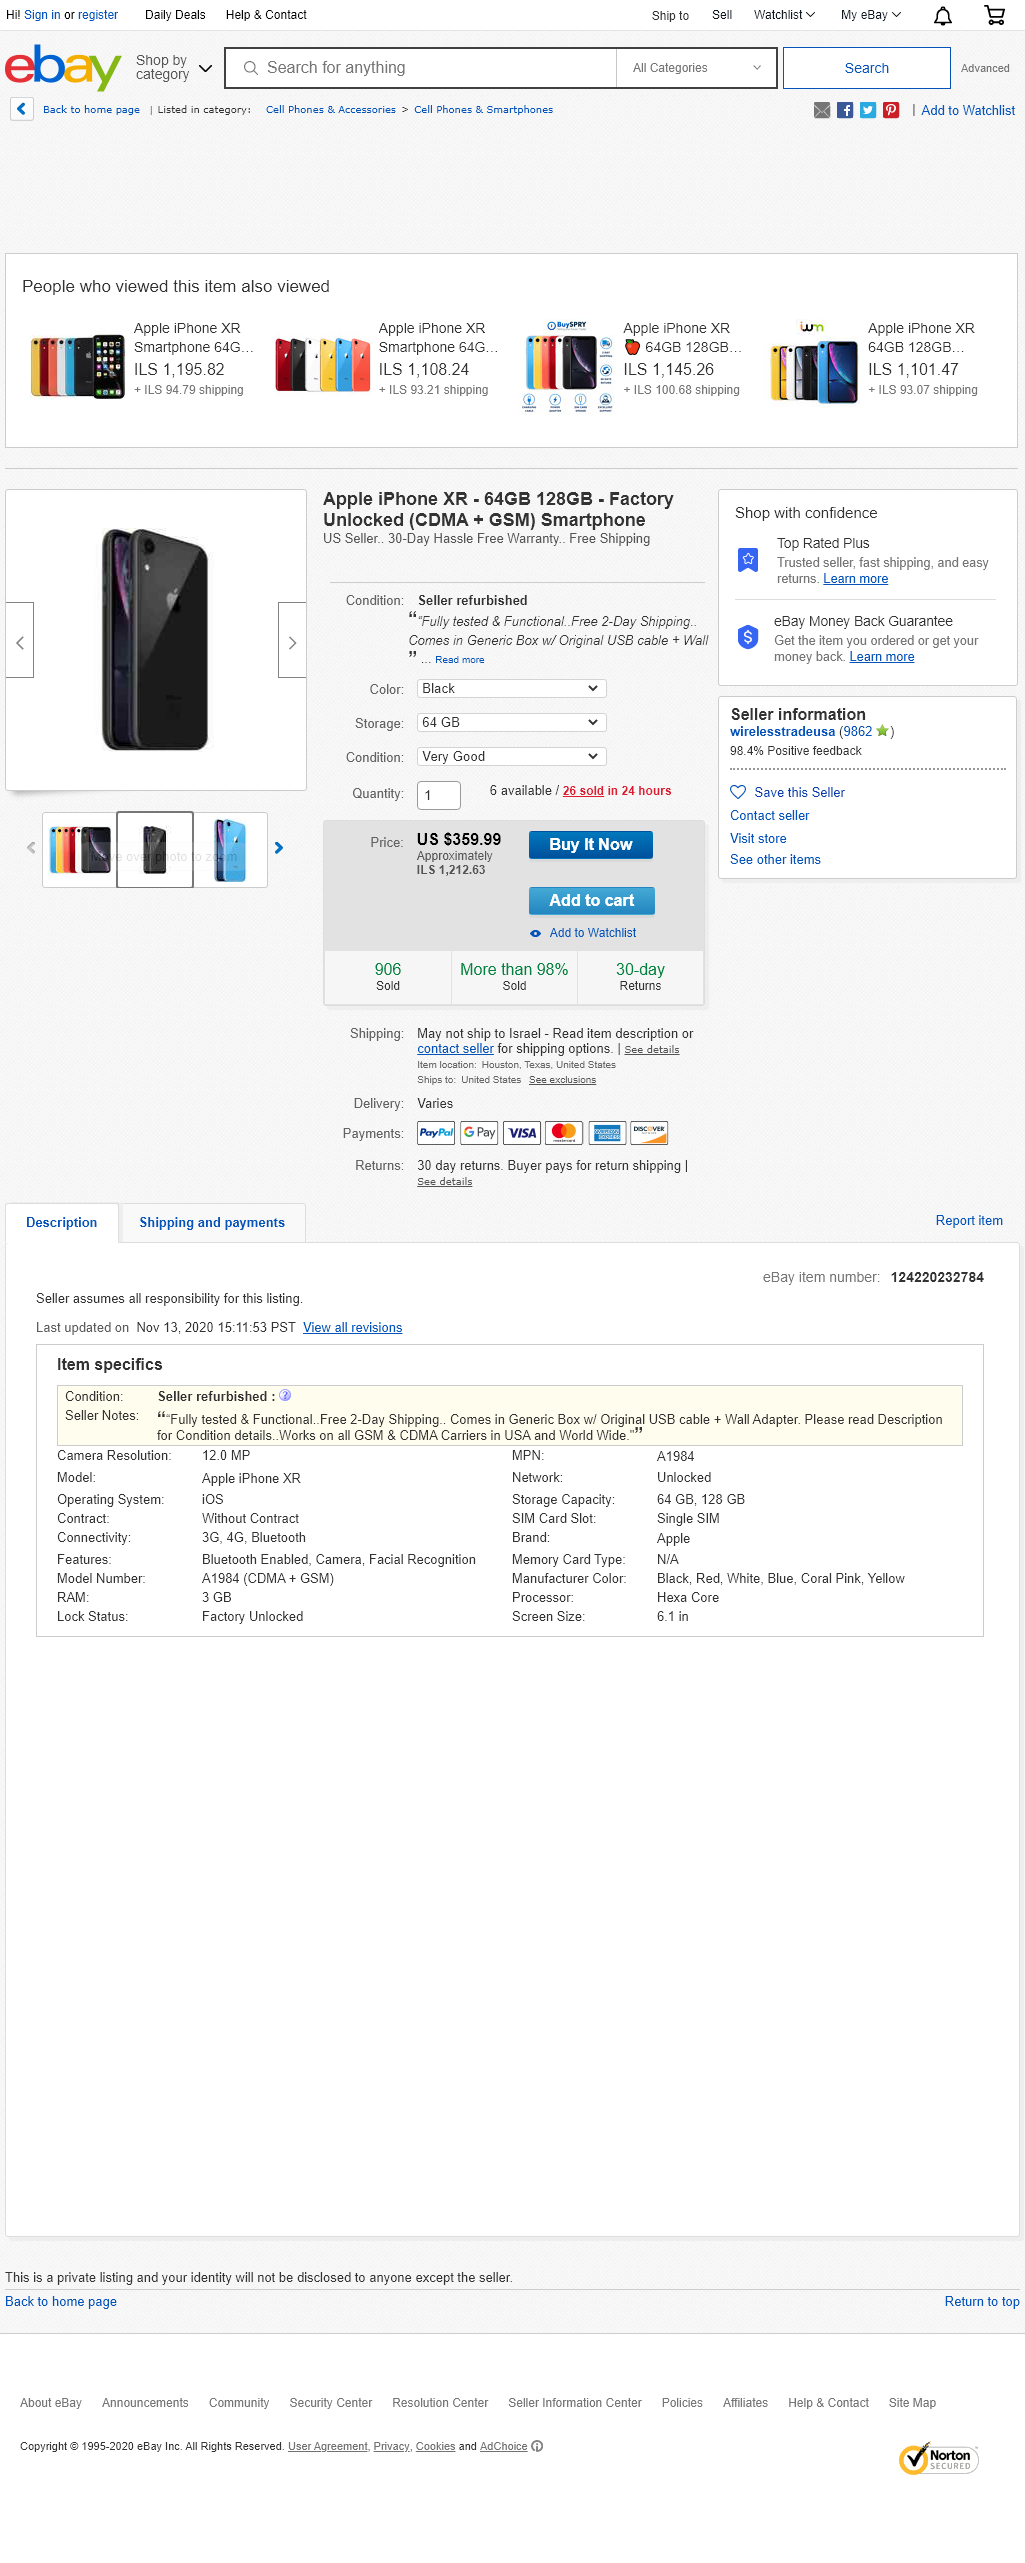 Hi! Sign in or register Daily Deals Help & Contact Ship to Sell Watchlist My eBay
ebay Shop by category Search for anything All Categories Search Advanced
Back to home page | Listed in category: Cell Phones & Accessories > Cell Phones & Smartphones | Add to Watchlist
People who viewed this item also viewed
Apple iPhone XR Smartphone 64G...
ILS 1,195.82
+ ILS 94.79 shipping
Apple iPhone XR Smartphone 64G...
ILS 1,108.24
+ ILS 93.21 shipping
BuySPRY
Apple iPhone XR 64GB 128GB...
ILS 1,145.26
+ ILS 100.68 shipping
Apple iPhone XR 64GB 128GB...
ILS 1,101.47
+ ILS 93.07 shipping
Move over photo to zoom
Apple iPhone XR - 64GB 128GB - Factory
Unlocked (CDMA + GSM) Smartphone
US Seller.. 30-Day Hassle Free Warranty.. Free Shipping
Condition: Seller refurbished
“"Fully tested & Functional..Free 2-Day Shipping..
Comes in Generic Box w/ Original USB cable + Wall
” ... Read more
Color: Black
Storage: 64 GB
Condition: Very Good
Quantity: 1 6 available / 26 sold in 24 hours
Price: US $359.99 Buy It Now
Approximately
ILS 1,212.63
Add to cart
Add to Watchlist
906 More than 98% 30-day
Sold Sold Returns
Shipping: May not ship to Israel - Read item description or
contact seller for shipping options. | See details
Item location: Houston, Texas, United States
Ships to: United States See exclusions
Delivery: Varies
Payments: PayPal G Pay VISA mastercard AMERICAN EXPRESS DISCOVER
Returns: 30 day returns. Buyer pays for return shipping |
See details
Shop with confidence
Top Rated Plus
Trusted seller, fast shipping, and easy
returns. Learn more
eBay Money Back Guarantee
Get the item you ordered or get your
money back. Learn more
Seller information
wirelesstradeusa (9862 )
98.4% Positive feedback
Save this Seller
Contact seller
Visit store
See other items
Description Shipping and payments Report item
eBay item number: 124220232784
Seller assumes all responsibility for this listing.
Last updated on Nov 13, 2020 15:11:53 PST View all revisions
Item specifics
Condition: Seller refurbished :
Seller Notes: “"Fully tested & Functional..Free 2-Day Shipping.. Comes in Generic Box w/ Original USB cable + Wall Adapter. Please read Description
for Condition details..Works on all GSM & CDMA Carriers in USA and World Wide."”
Camera Resolution: 12.0 MP MPN: A1984
Model: Apple iPhone XR Network: Unlocked
Operating System: iOS Storage Capacity: 64 GB, 128 GB
Contract: Without Contract SIM Card Slot: Single SIM
Connectivity: 3G, 4G, Bluetooth Brand: Apple
Features: Bluetooth Enabled, Camera, Facial Recognition Memory Card Type: N/A
Model Number: A1984 (CDMA + GSM) Manufacturer Color: Black, Red, White, Blue, Coral Pink, Yellow
RAM: 3 GB Processor: Hexa Core
Lock Status: Factory Unlocked Screen Size: 6.1 in
This is a private listing and your identity will not be disclosed to anyone except the seller.
Back to home page Return to top
About eBay Announcements Community Security Center Resolution Center Seller Information Center Policies Affiliates Help & Contact Site Map
Copyright © 1995-2020 eBay Inc. All Rights Reserved. User Agreement, Privacy, Cookies and AdChoice
Norton
SECURED